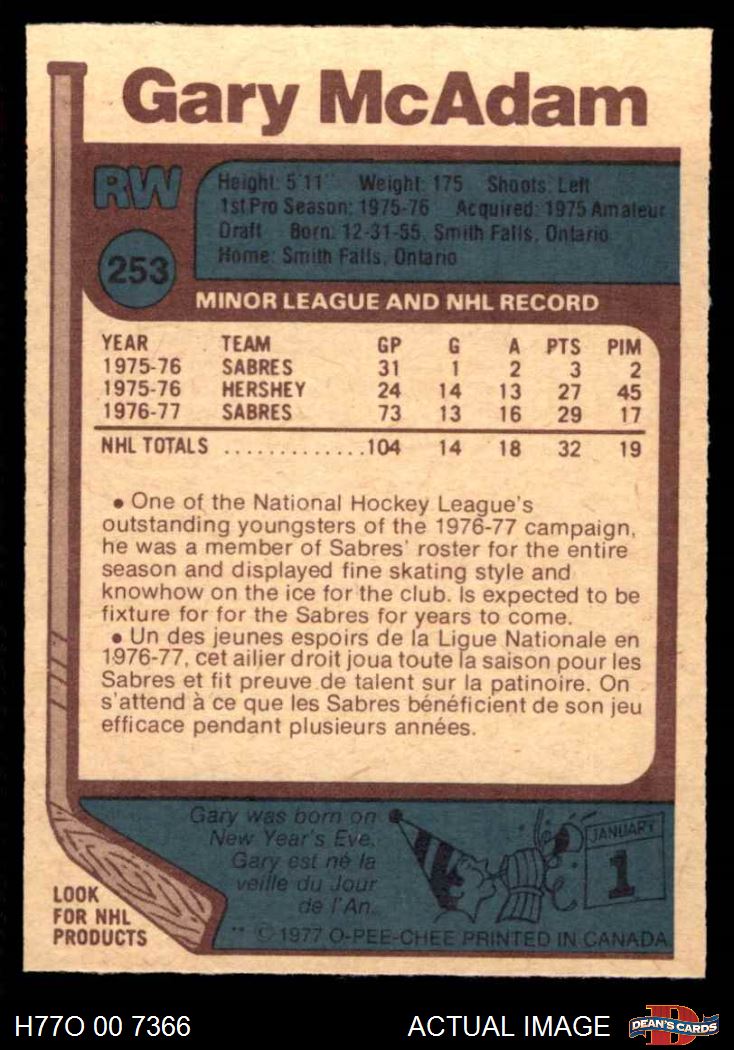 Gary McAdam
RW
Height: 5'11" Weight: 175 Shoots: Left
1st Pro Season: 1975-76 Acquired: 1975 Amateur
Draft Born: 12-31-55, Smith Falls, Ontario
Home: Smith Falls, Ontario
253
MINOR LEAGUE AND NHL RECORD
YEAR TEAM GP G A PTS PIM
1975-76 SABRES 31 1 2 3 2
1975-76 HERSHEY 24 14 13 27 45
1976-77 SABRES 73 13 16 29 17
NHL TOTALS .............104 14 18 32 19
• One of the National Hockey League's
outstanding youngsters of the 1976-77 campaign,
he was a member of Sabres' roster for the entire
season and displayed fine skating style and
knowhow on the ice for the club. Is expected to be
fixture for for the Sabres for years to come.
• Un des jeunes espoirs de la Ligue Nationale en
1976-77, cet ailier droit joua toute la saison pour les
Sabres et fit preuve de talent sur la patinoire. On
s'attend à ce que les Sabres bénéficient de son jeu
efficace pendant plusieurs années.
Gary was born on
New Year's Eve.
Gary est né la
veille du Jour
de l'An.
JANUARY
1
LOOK
FOR NHL
PRODUCTS
** © 1977 O-PEE-CHEE PRINTED IN CANADA
H77O 00 7366
ACTUAL IMAGE
D
DEAN'S CARDS